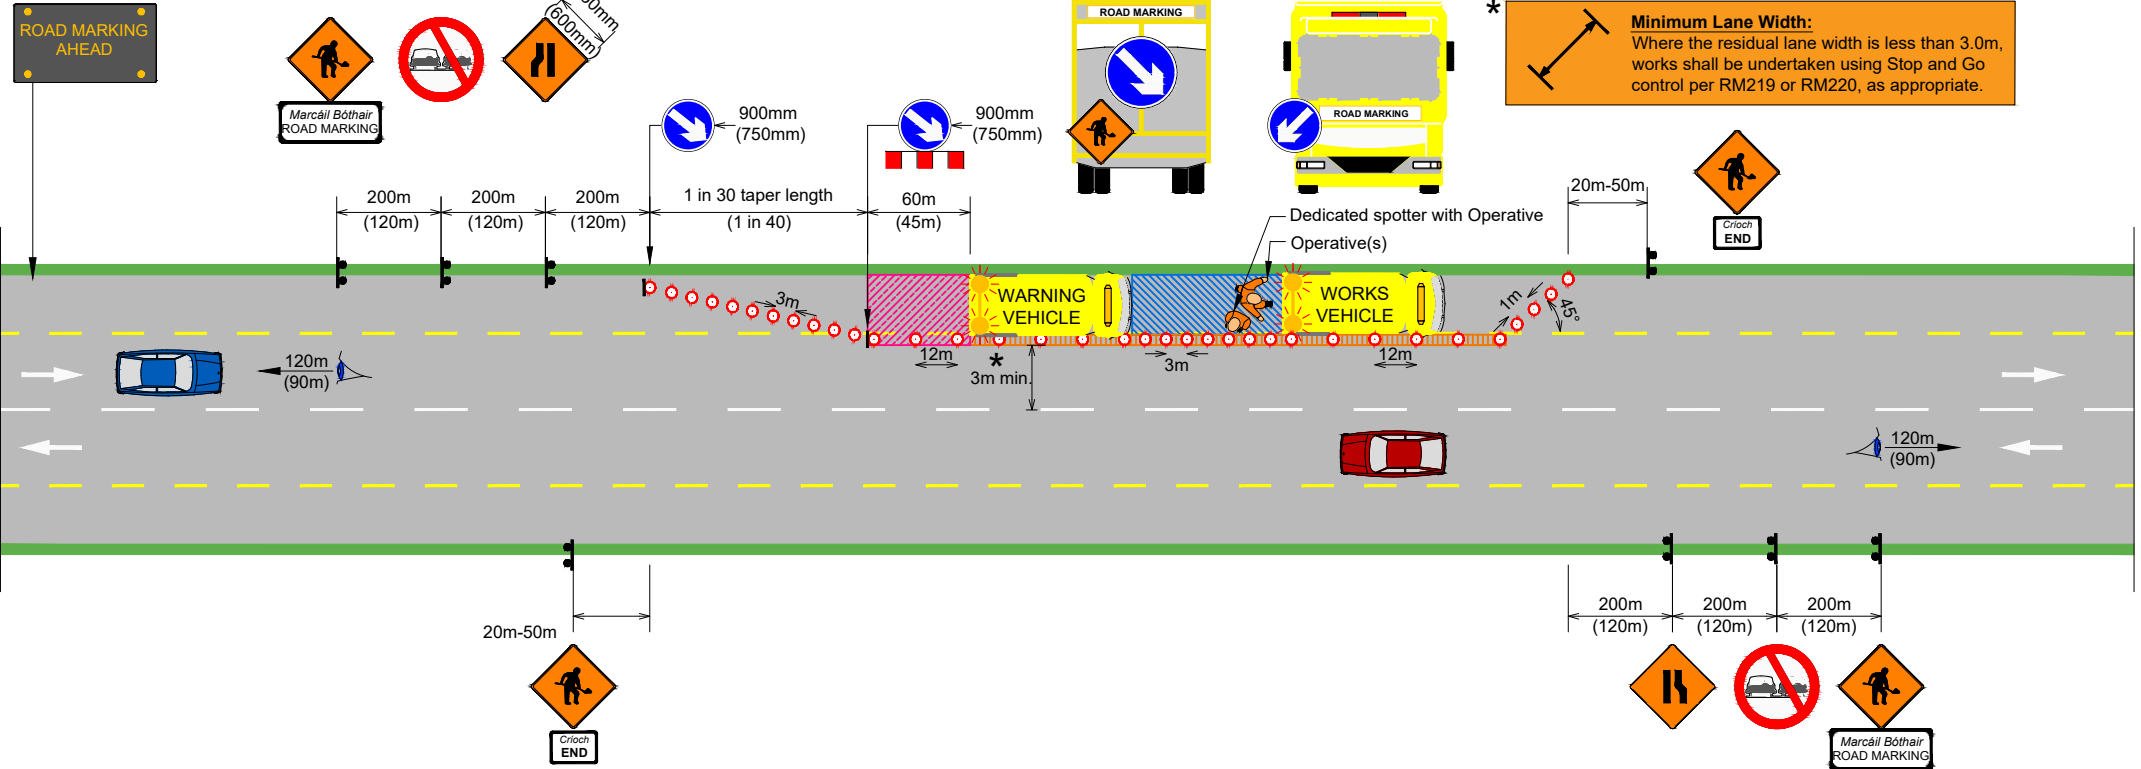 ROAD MARKING
AHEAD
Marcáil Bóthair
ROAD MARKING
(600mm)
900mm
(750mm)
900mm
(750mm)
ROAD MARKING
ROAD MARKING
*
Minimum Lane Width:
Where the residual lane width is less than 3.0m,
works shall be undertaken using Stop and Go
control per RM219 or RM220, as appropriate.
Críoch
END
200m
(120m)
200m
(120m)
200m
(120m)
1 in 30 taper length
(1 in 40)
60m
(45m)
20m-50m
Dedicated spotter with Operative
Operative(s)
3m
WARNING
VEHICLE
WORKS
VEHICLE
1m
45°
12m
*
3m min.
3m
12m
120m
(90m)
120m
(90m)
20m-50m
Críoch
END
200m
(120m)
200m
(120m)
200m
(120m)
Marcáil Bóthair
ROAD MARKING